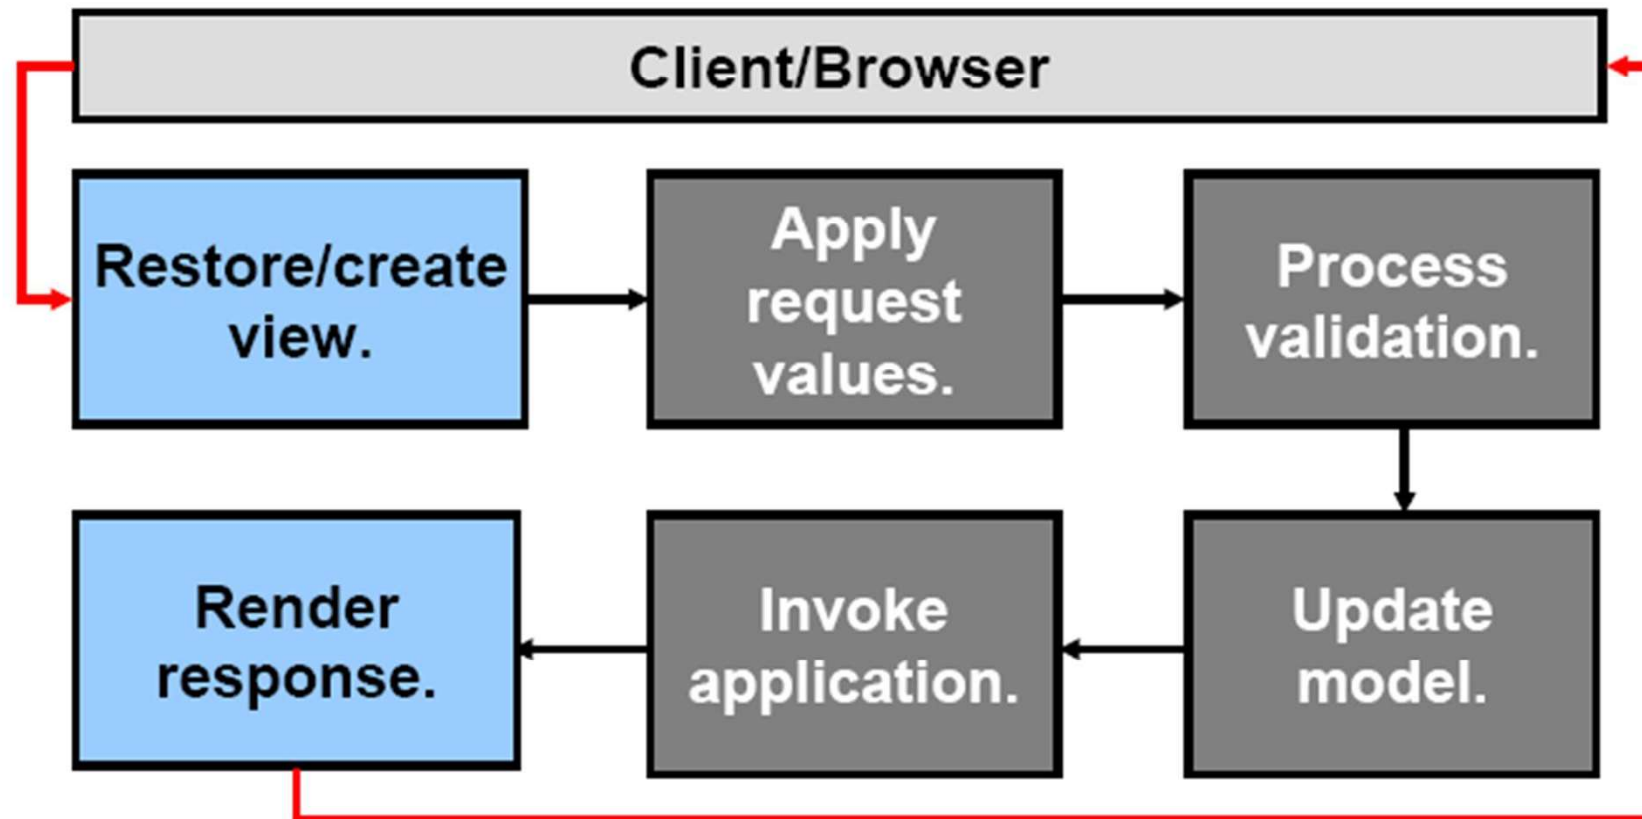 Client/Browser
Restore/create
view.
Apply
request
values.
Process
validation.
Render
response.
Invoke
application.
Update
model.